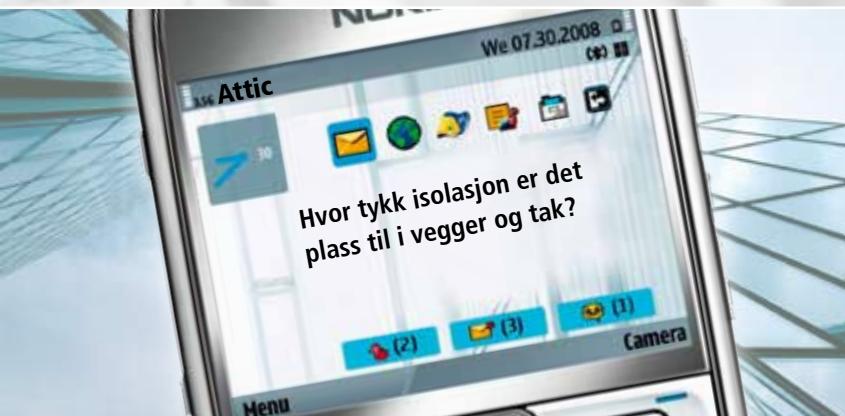 We 07.30.2008
Attic
30
Hvor tykk isolasjon er det
plass til i vegger og tak?
(2)
(3)
(1)
Menu
Camera